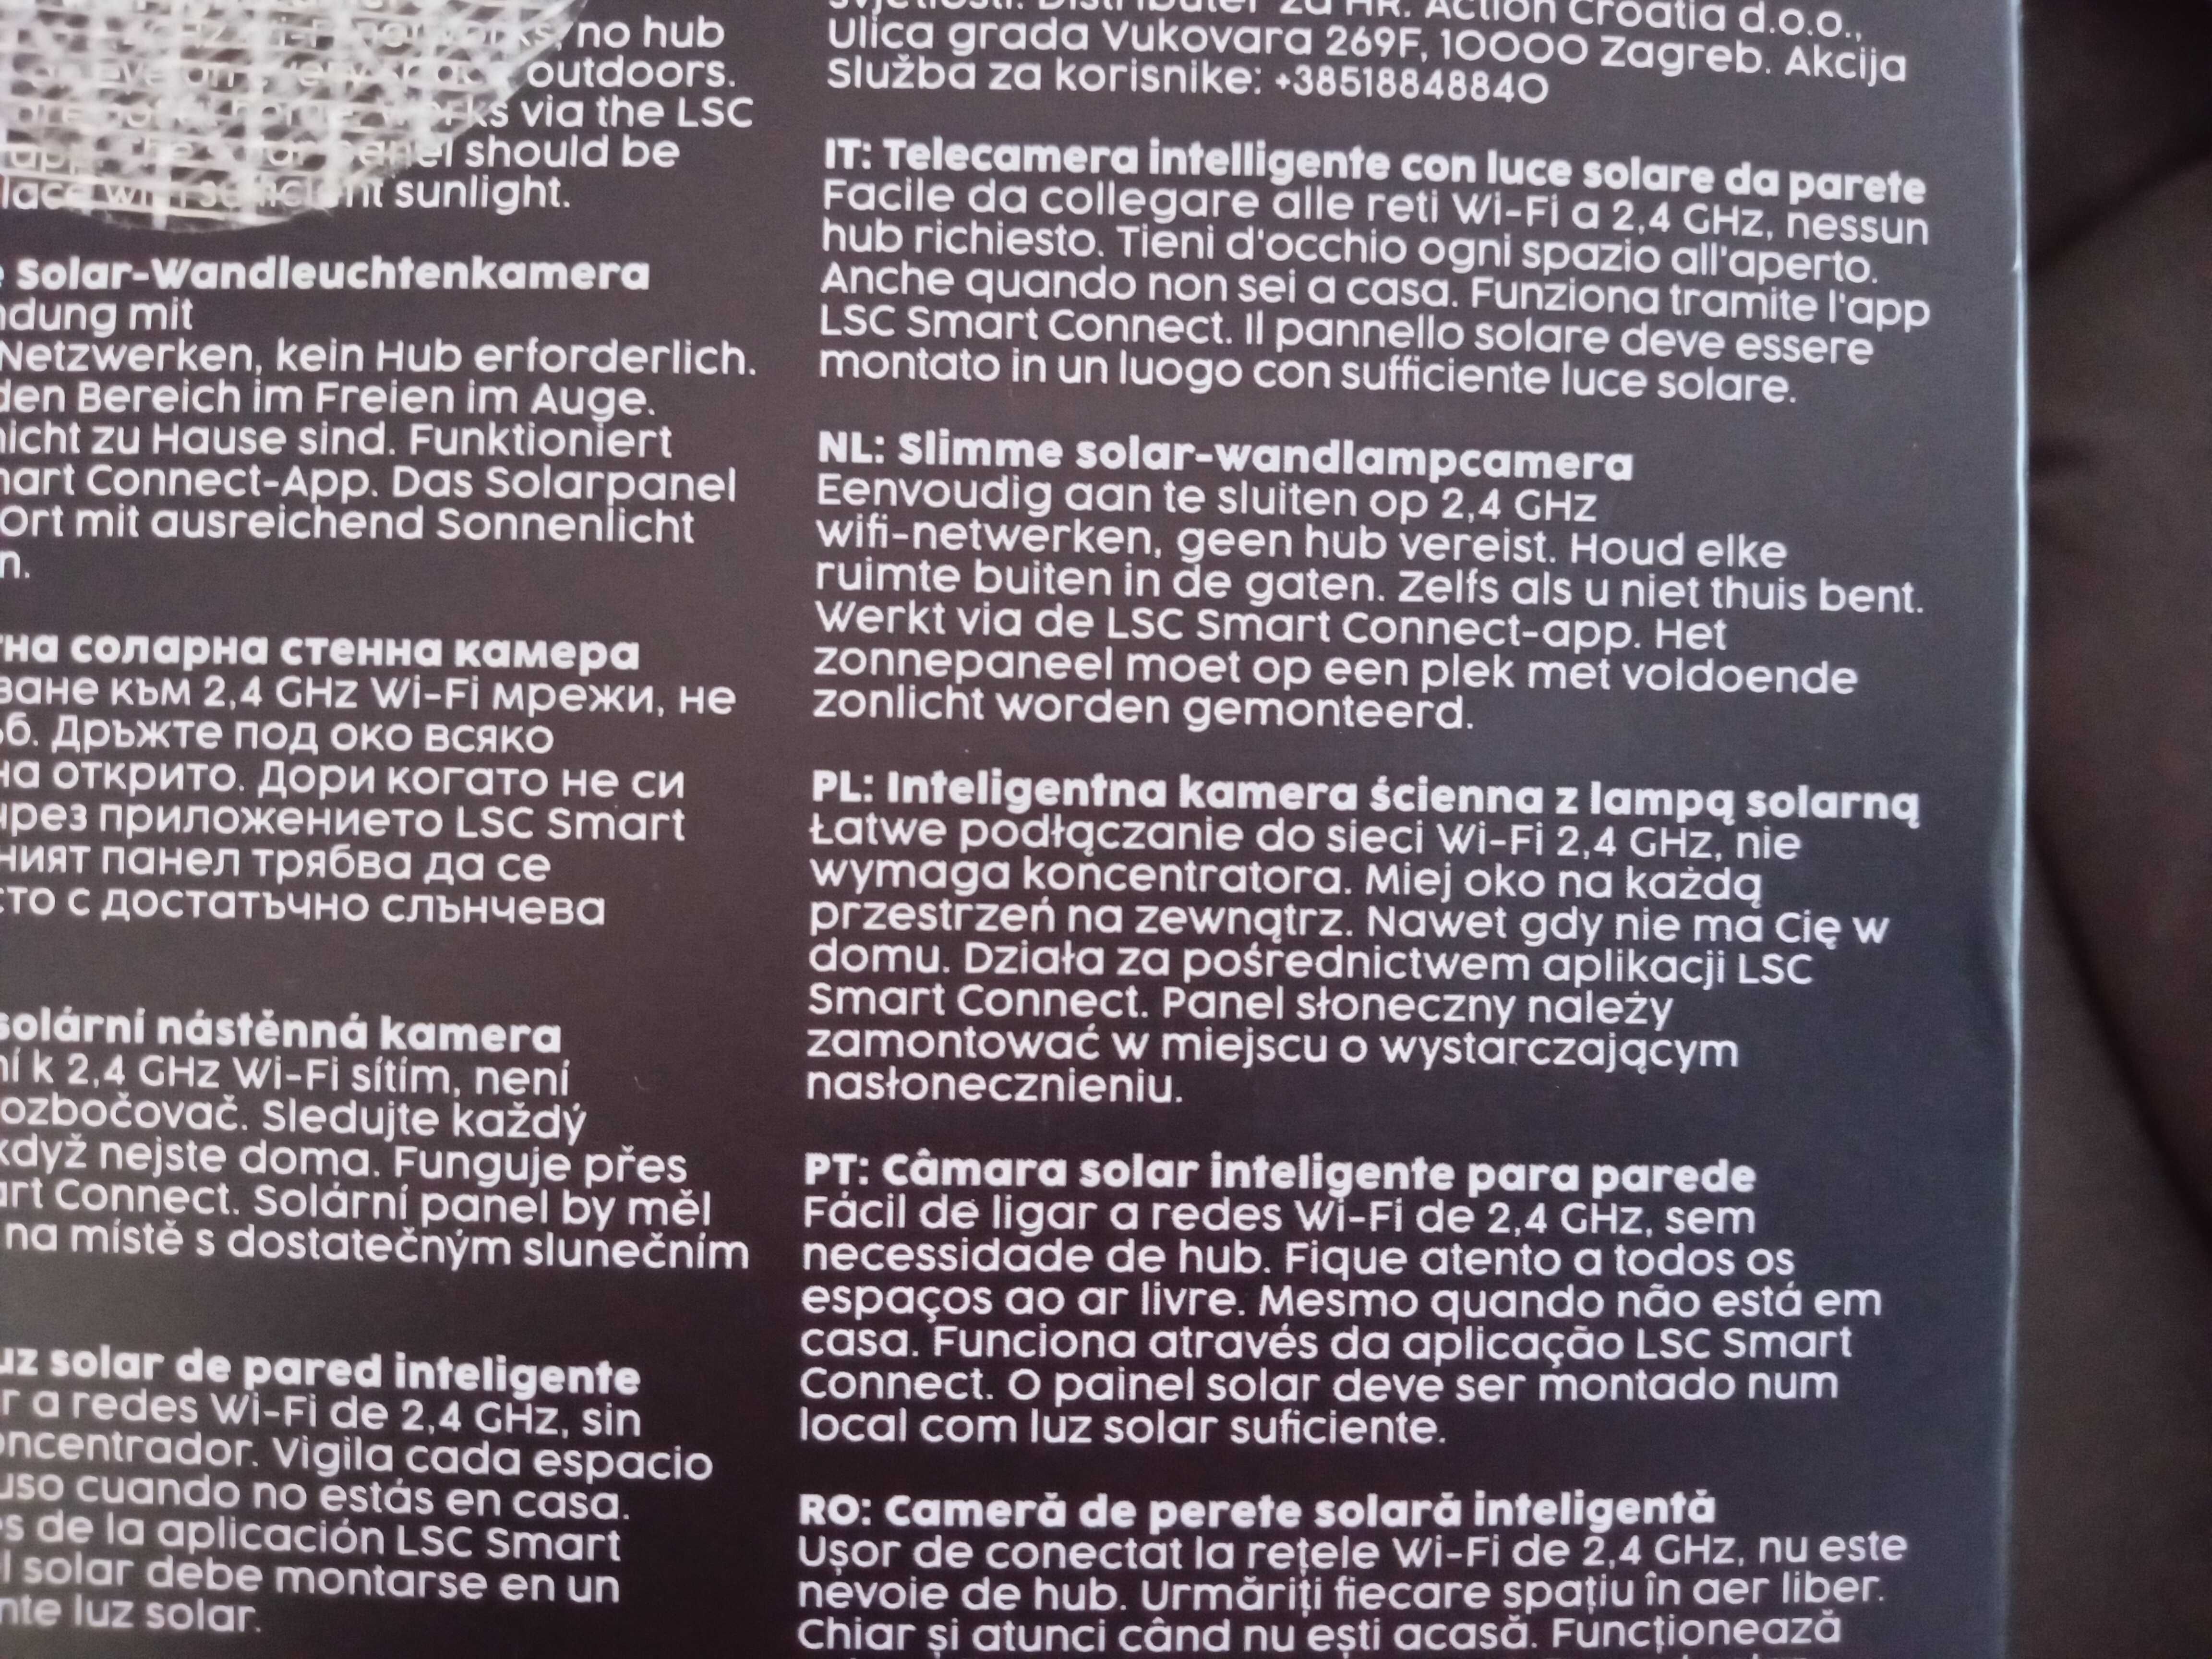 no hub
outdoors.
via the LSC
should be
sunlight.
Solar-Wandleuchtenkamera
mit
Netzwerken, kein Hub erforderlich.
Bereich im Freien im Auge.
zu Hause sind. Funktioniert
Connect-App. Das Solarpanel
Ort mit ausreichend Sonnenlicht
соларна стенна камера
към 2,4 GHz Wi-Fi мрежи, не
Дръжте под око всяко
на открито. Дори когато не си
чрез приложението LSC Smart
панел трябва да се
с достатъчно слънчева
solární nástěnná kamera
k 2,4 GHz Wi-Fi sítím, není
Sledujte každý
když nejste doma. Funguje přes
Connect. Solární panel by měl
na místě s dostatečným slunečním
solar de pared inteligente
a redes Wi-Fi de 2,4 GHz, sin
Vigila cada espacio
cuando no estás en casa.
de la aplicación LSC Smart
solar debe montarse en un
luz solar.
Action Croatia d.o.o.,
Ulica grada Vukovara 269F, 10000 Zagreb. Akcija
Služba za korisnike: +38518848840
IT: Telecamera intelligente con luce solare da parete
Facile da collegare alle reti Wi-Fi a 2,4 GHz, nessun
hub richiesto. Tieni d'occhio ogni spazio all'aperto.
Anche quando non sei a casa. Funziona tramite l'app
LSC Smart Connect. Il pannello solare deve essere
montato in un luogo con sufficiente luce solare.
NL: Slimme solar-wandlampcamera
Eenvoudig aan te sluiten op 2,4 GHz
wifi-netwerken, geen hub vereist. Houd elke
ruimte buiten in de gaten. Zelfs als u niet thuis bent.
Werkt via de LSC Smart Connect-app. Het
zonnepaneel moet op een plek met voldoende
zonlicht worden gemonteerd.
PL: Inteligentna kamera ścienna z lampą solarną
Łatwe podłączanie do sieci Wi-Fi 2,4 GHz, nie
wymaga koncentratora. Miej oko na każdą
przestrzeń na zewnątrz. Nawet gdy nie ma Cię w
domu. Działa za pośrednictwem aplikacji LSC
Smart Connect. Panel słoneczny należy
zamontować w miejscu o wystarczającym
nasłonecznieniu.
PT: Câmara solar inteligente para parede
Fácil de ligar a redes Wi-Fi de 2,4 GHz, sem
necessidade de hub. Fique atento a todos os
espaços ao ar livre. Mesmo quando não está em
casa. Funciona através da aplicação LSC Smart
Connect. O painel solar deve ser montado num
local com luz solar suficiente.
RO: Cameră de perete solară inteligentă
Ușor de conectat la rețele Wi-Fi de 2,4 GHz, nu este
nevoie de hub. Urmăriți fiecare spațiu în aer liber.
Chiar și atunci când nu ești acasă. Funcționează